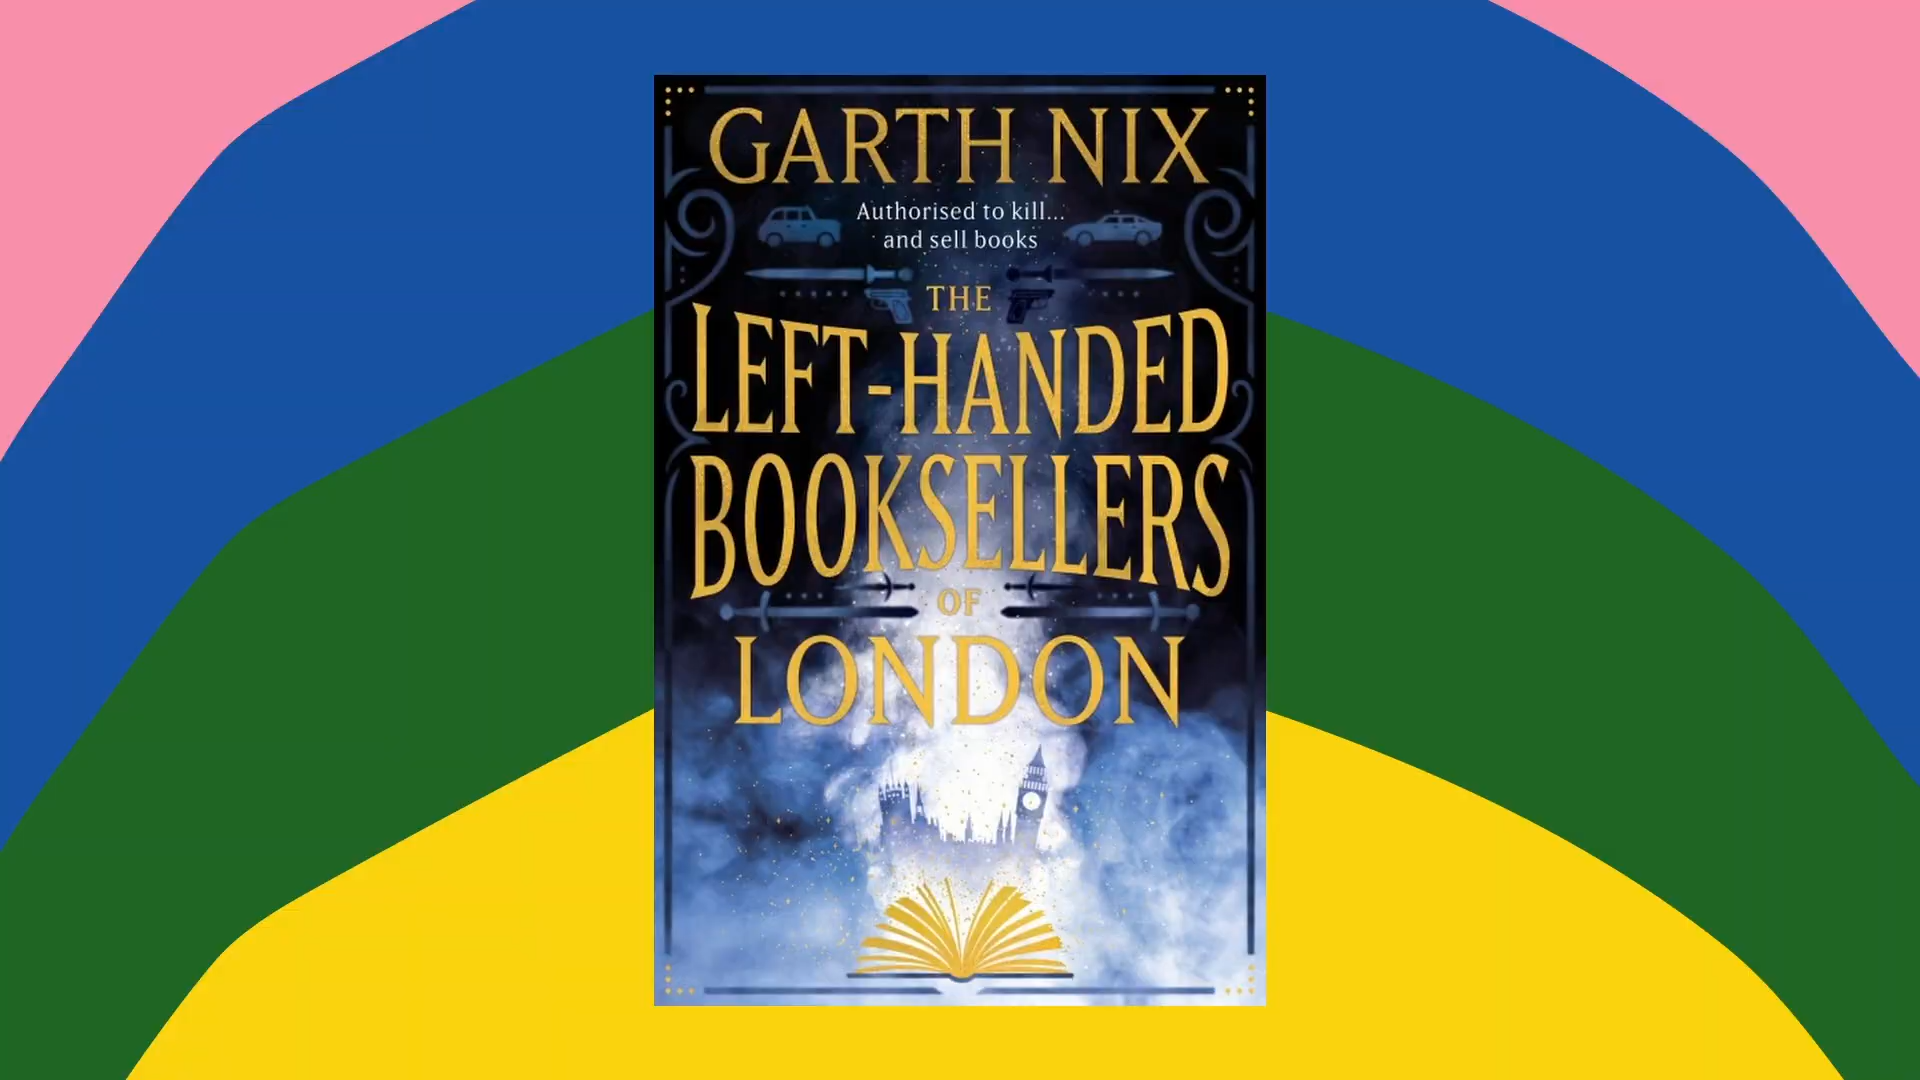 GARTH NIX
Authorised to kill...
and sell books
THE
LEFT-HANDED
BOOKSELLERS
OF
LONDON